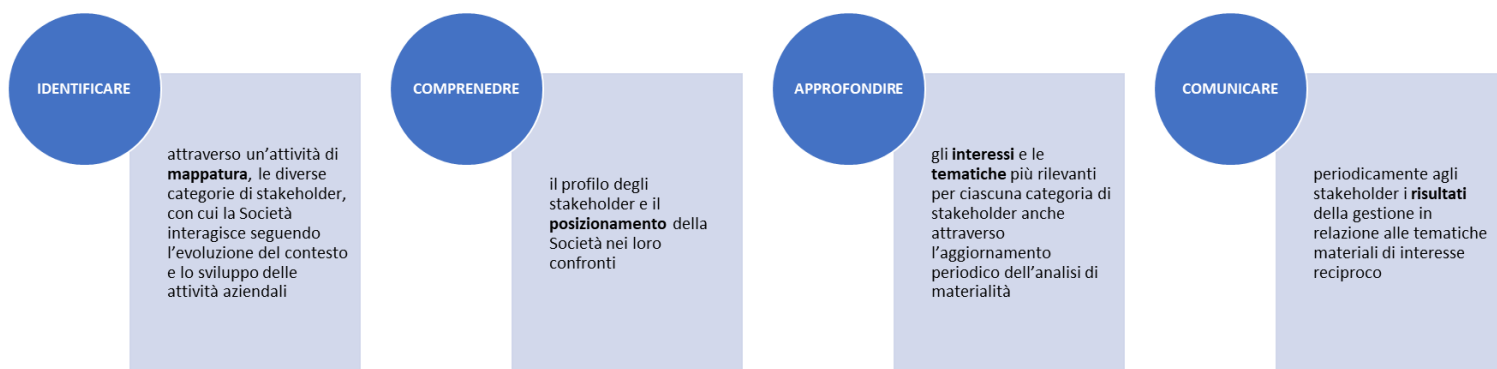 IDENTIFICARE
attraverso un'attività di
mappatura, le diverse
categorie di stakeholder,
con cui la Società
interagisce seguendo
l'evoluzione del contesto
e lo sviluppo delle
attività aziendali
COMPRENEDRE
il profilo degli
stakeholder e il
posizionamento della
Società nei loro
confronti
APPROFONDIRE
gli interessi e le
tematiche più rilevanti
per ciascuna categoria di
stakeholder anche
attraverso
l'aggiornamento
periodico dell'analisi di
materialità
COMUNICARE
periodicamente agli
stakeholder i risultati
della gestione in
relazione alle tematiche
materiali di interesse
reciproco